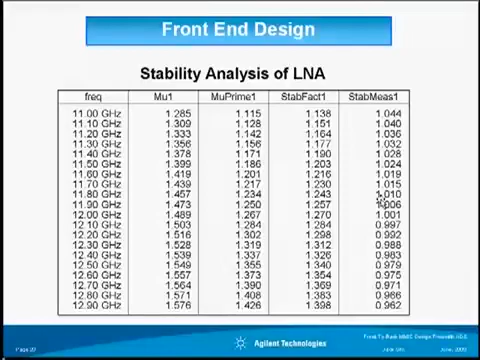 Front End Design
Stability Analysis of LNA
freq Mu1 MuPrime1 StabFact1 StabMeas1
11.00 GHz 1.285 1.115 1.138 1.044
11.10 GHz 1.309 1.128 1.151 1.040
11.20 GHz 1.333 1.142 1.164 1.036
11.30 GHz 1.356 1.156 1.177 1.032
11.40 GHz 1.378 1.171 1.190 1.028
11.50 GHz 1.399 1.186 1.203 1.024
11.60 GHz 1.419 1.201 1.216 1.019
11.70 GHz 1.439 1.217 1.230 1.015
11.80 GHz 1.457 1.234 1.243 1.010
11.90 GHz 1.473 1.250 1.257 1.006
12.00 GHz 1.489 1.267 1.270 1.001
12.10 GHz 1.503 1.284 1.284 0.997
12.20 GHz 1.516 1.302 1.298 0.992
12.30 GHz 1.528 1.319 1.312 0.988
12.40 GHz 1.539 1.337 1.326 0.983
12.50 GHz 1.549 1.355 1.340 0.979
12.60 GHz 1.557 1.373 1.354 0.975
12.70 GHz 1.564 1.390 1.369 0.971
12.80 GHz 1.571 1.408 1.383 0.966
12.90 GHz 1.576 1.426 1.398 0.962
Agilent Technologies